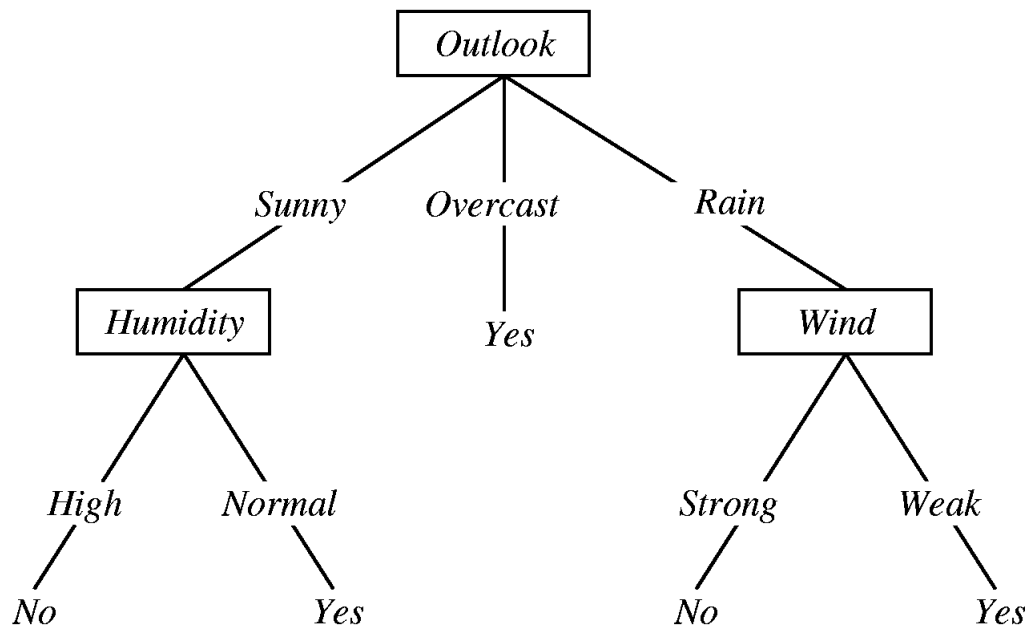 Outlook
Sunny Overcast Rain
Humidity Yes Wind
High Normal Strong Weak
No Yes No Yes